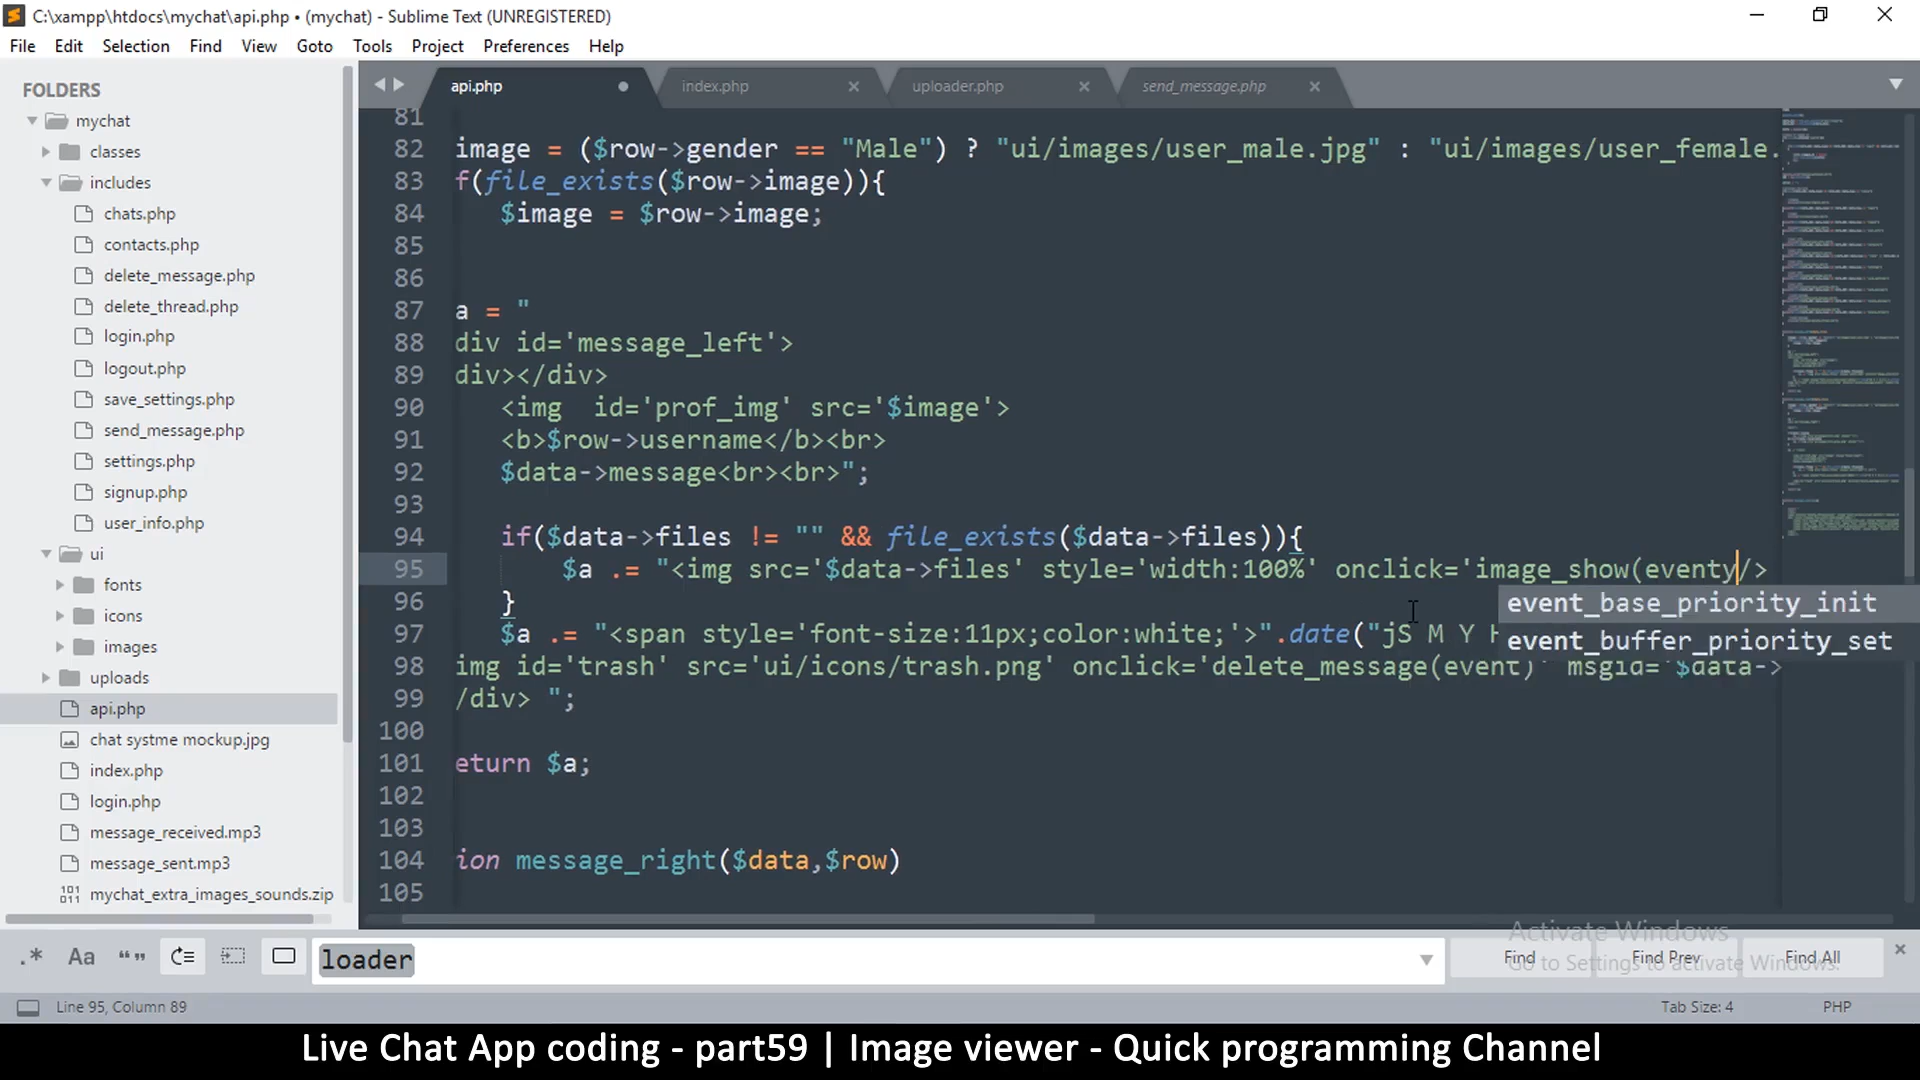 C:\xampp\htdocs\mychat\api.php • (mychat) - Sublime Text (UNREGISTERED)
File Edit Selection Find View Goto Tools Project Preferences Help
FOLDERS
mychat
classes
includes
chats.php
contacts.php
delete_message.php
delete_thread.php
login.php
logout.php
save_settings.php
send_message.php
settings.php
signup.php
user_info.php
ui
fonts
icons
images
uploads
api.php
chat systme mockup.jpg
index.php
login.php
message_received.mp3
message_sent.mp3
mychat_extra_images_sounds.zip
api.php index.php uploader.php send_message.php
81
82 image = ($row->gender == "Male") ? "ui/images/user_male.jpg" : "ui/images/user_female.
83 f(file_exists($row->image)){
84 $image = $row->image;
85
86
87 a = "
88 div id='message_left'>
89 div></div>
90 <img  id='prof_img' src='$image'>
91 <b>$row->username</b><br>
92 $data->message<br><br>";
93
94 if($data->files != "" && file_exists($data->files)){
95 $a .= "<img src='$data->files' style='width:100%' onclick='image_show(eventy/>
96 }
97 $a .= "<span style='font-size:11px;color:white;'>".date("jS M Y H
98 img id='trash' src='ui/icons/trash.png' onclick='delete_message(event)' msgid='$data->
99 /div> ";
100
101 eturn $a;
102
103
104 ion message_right($data,$row)
105
event_base_priority_init
event_buffer_priority_set
.* Aa “” loader Find Find Prev Find All
Activate Windows
Go to Settings to activate Windows.
Line 95, Column 89 Tab Size: 4 PHP
Live Chat App coding - part59 | Image viewer - Quick programming Channel